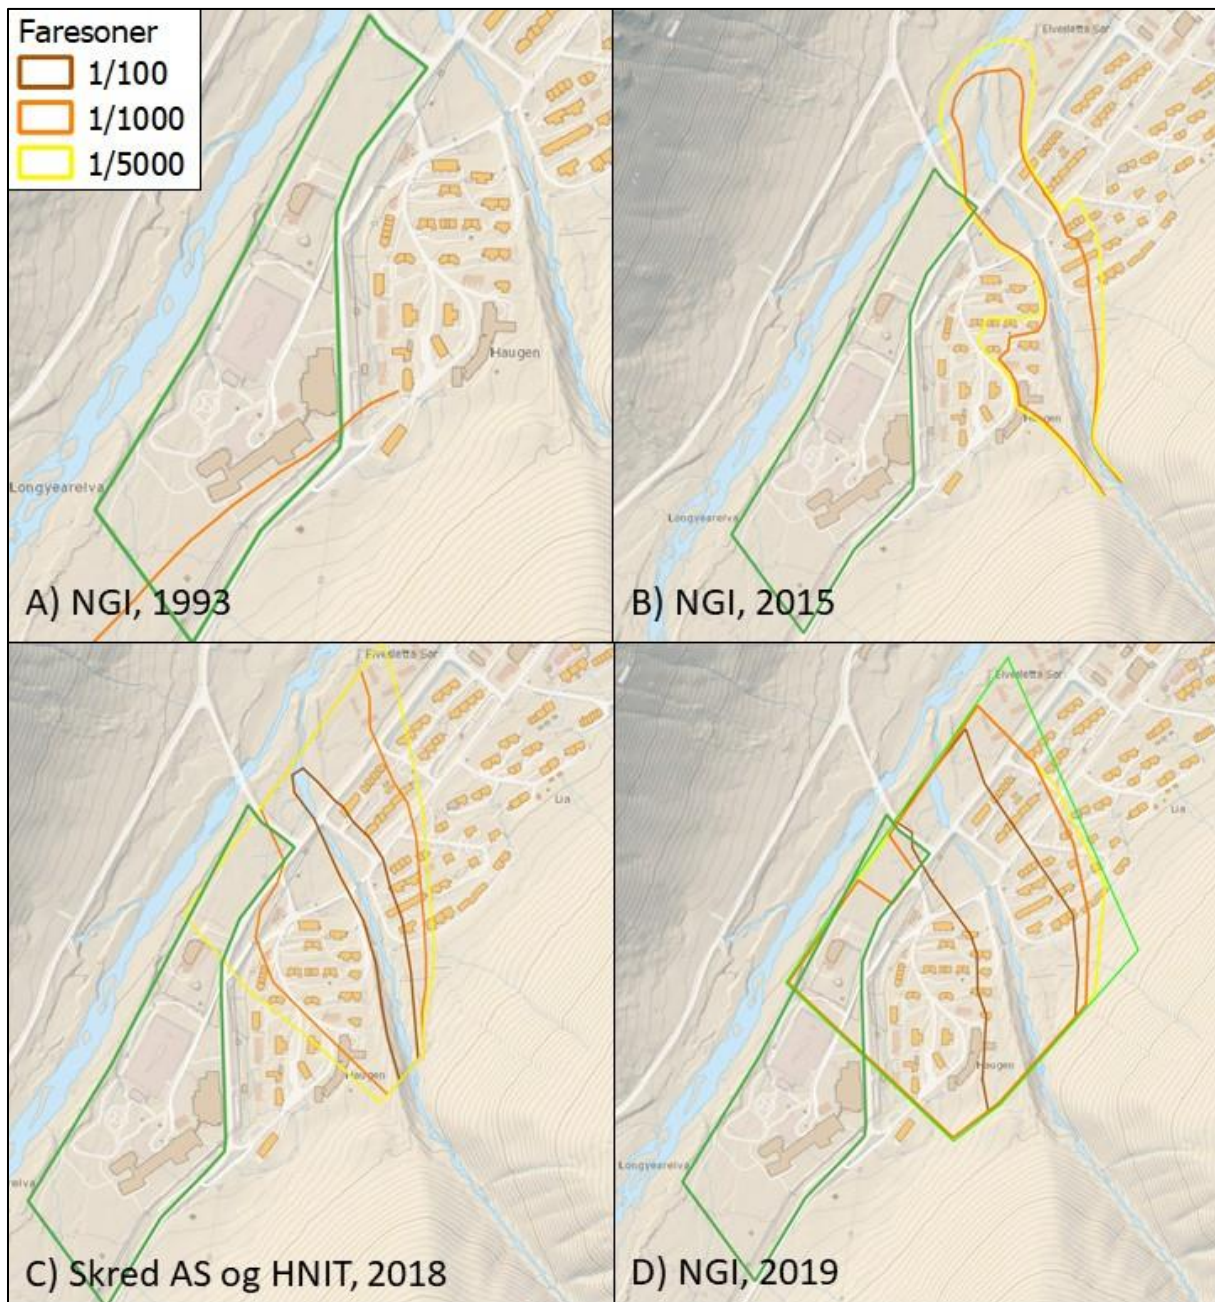 Faresoner
1/100
1/1000
1/5000
Haugen
Longyearelva
A) NGI, 1993
Elvesletta Sør
Haugen
Longyearelva
B) NGI, 2015
Elvesletta Sør
Lia
Haugen
relva
C) Skred AS og HNIT, 2018
Elvesletta Sør
Lia
Haugen
Longyearelva
D) NGI, 2019